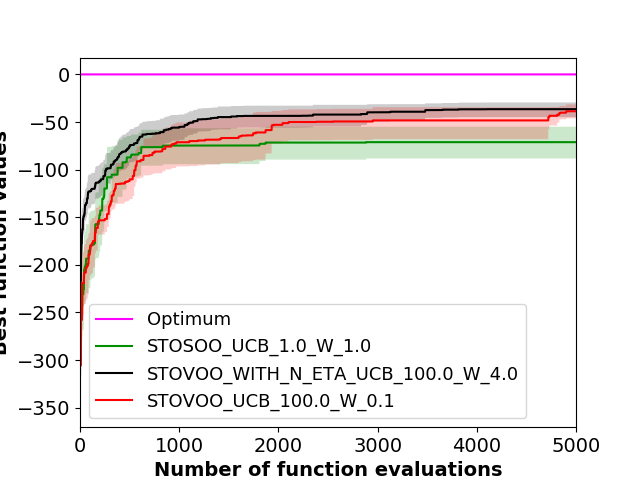 0
−50
−100
−150
−200
−250
−300
−350
Best function values
Optimum
STOSOO_UCB_1.0_W_1.0
STOVOO_WITH_N_ETA_UCB_100.0_W_4.0
STOVOO_UCB_100.0_W_0.1
0 1000 2000 3000 4000 5000
Number of function evaluations